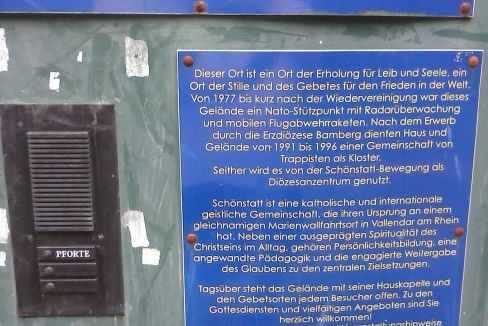 Dieser Ort ist ein Ort der Erholung für Leib und Seele, ein
Ort der Stille und des Gebetes für den Frieden in der Welt.
Von 1977 bis kurz nach der Wiedervereinigung war dieses
Gelände ein Nato-Stützpunkt mit Radarüberwachung
und mobilen Flugabwehrraketen. Nach dem Erwerb
durch die Erzdiözese Bamberg dienten Haus und
Gelände von 1991 bis 1996 einer Gemeinschaft von
Trappisten als Kloster.
Seither wird es von der Schönstatt-Bewegung als
Diözesanzentrum genutzt.
Schönstatt ist eine katholische und internationale
geistliche Gemeinschaft, die ihren Ursprung an einem
gleichnamigen Marienwallfahrtsort in Vallendar am Rhein
hat. Neben einer ausgeprägten Spiritualität des
Christseins im Alltag, gehören Persönlichkeitsbildung, eine
angewandte Pädagogik und die engagierte Weitergabe
des Glaubens zu den zentralen Zielsetzungen.
Tagsüber steht das Gelände mit seiner Hauskapelle und
den Gebetsorten jedem Besucher offen. Zu den
Gottesdiensten und vielfältigen Angeboten sind Sie
herzlich willkommen!
PFORTE